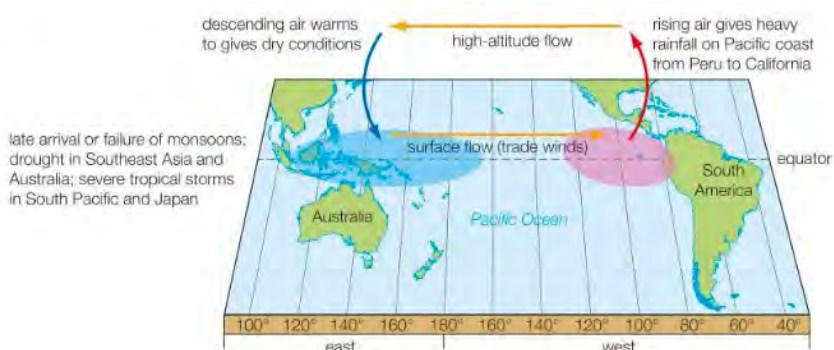 descending air warms
to gives dry conditions
high-altitude flow
rising air gives heavy
rainfall on Pacific coast
from Peru to California
late arrival or failure of monsoons;
drought in Southeast Asia and
Australia; severe tropical storms
in South Pacific and Japan
surface flow (trade winds)
equator
South
America
Australia
Pacific Ocean
100° 120° 140° 160° 180° 160° 140° 120° 100° 80° 60° 40°
east west